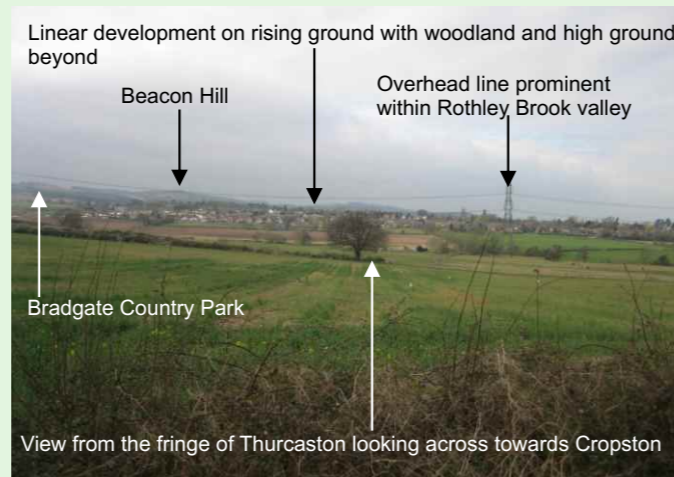 Linear development on rising ground with woodland and high ground
beyond
Beacon Hill
Overhead line prominent
within Rothley Brook valley
Bradgate Country Park
View from the fringe of Thurcaston looking across towards Cropston